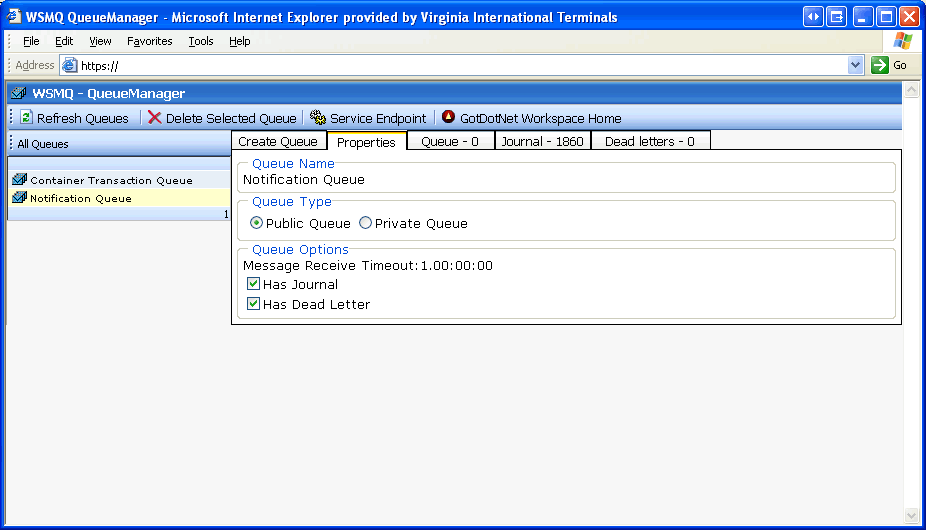 WSMQ QueueManager - Microsoft Internet Explorer provided by Virginia International Terminals
File Edit View Favorites Tools Help
Address https:// Go
WSMQ - QueueManager
Refresh Queues Delete Selected Queue Service Endpoint GotDotNet Workspace Home
All Queues
Create Queue Properties Queue - 0 Journal - 1860 Dead letters - 0
Container Transaction Queue
Notification Queue
1
Queue Name
Notification Queue
Queue Type
Public Queue Private Queue
Queue Options
Message Receive Timeout:1.00:00:00
Has Journal
Has Dead Letter